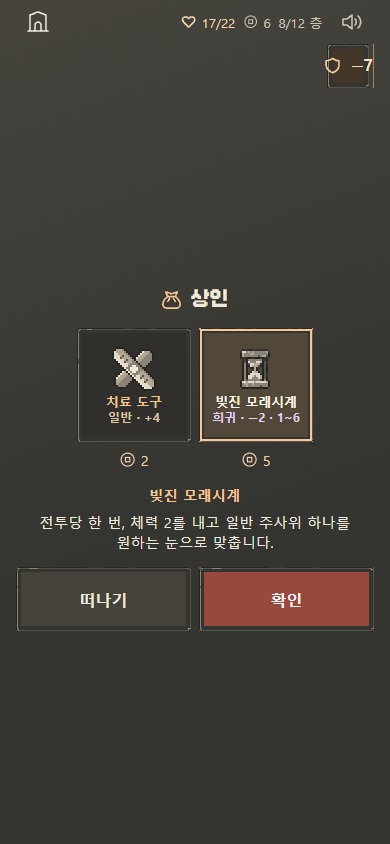 17/22 6 8/12 층
−7
상인
치료 도구
일반 · +4
빚진 모래시계
희귀 · −2 · 1~6
2
5
빚진 모래시계
전투당 한 번, 체력 2를 내고 일반 주사위 하나를
원하는 눈으로 맞춥니다.
떠나기
확인